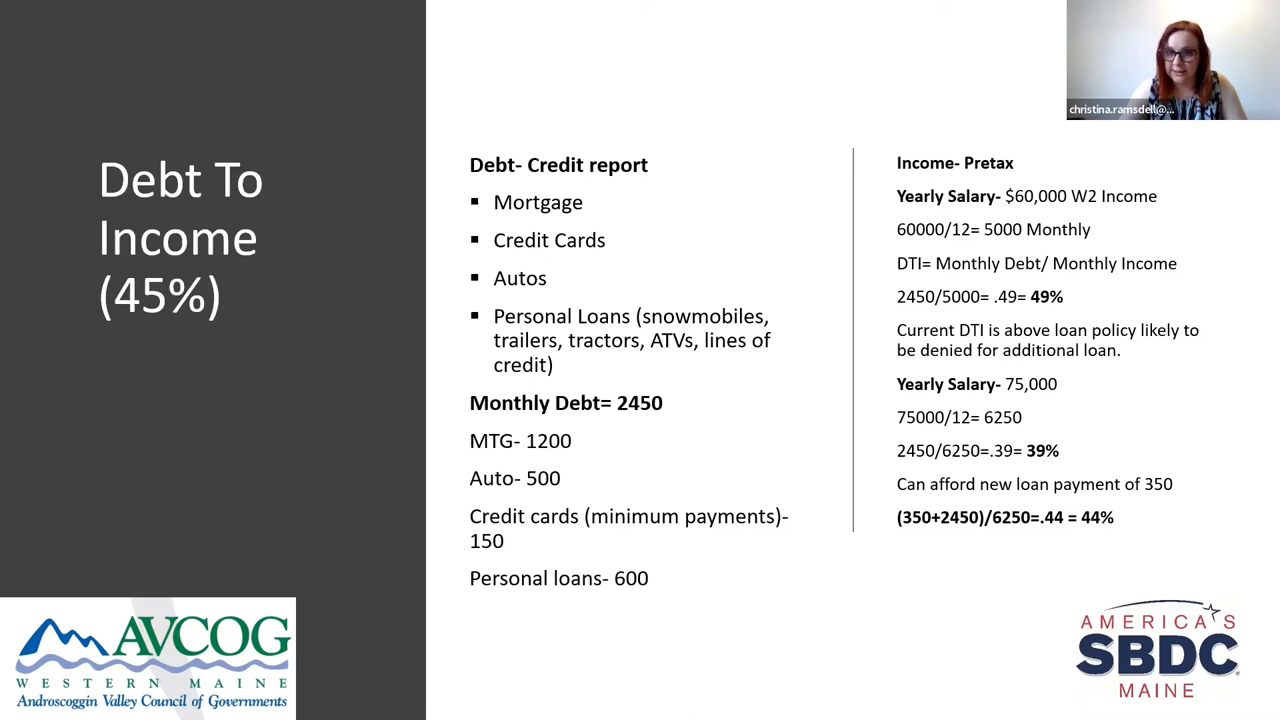 christina.ramsdell@...
Debt To
Income
(45%)
Debt- Credit report
▪ Mortgage
▪ Credit Cards
▪ Autos
▪ Personal Loans (snowmobiles,
trailers, tractors, ATVs, lines of
credit)
Monthly Debt= 2450
MTG- 1200
Auto- 500
Credit cards (minimum payments)-
150
Personal loans- 600
Income- Pretax
Yearly Salary- $60,000 W2 Income
60000/12= 5000 Monthly
DTI= Monthly Debt/ Monthly Income
2450/5000= .49= 49%
Current DTI is above loan policy likely to
be denied for additional loan.
Yearly Salary- 75,000
75000/12= 6250
2450/6250=.39= 39%
Can afford new loan payment of 350
(350+2450)/6250=.44 = 44%
AVCOG
WESTERN MAINE
Androscoggin Valley Council of Governments
AMERICA'S
SBDC®
MAINE